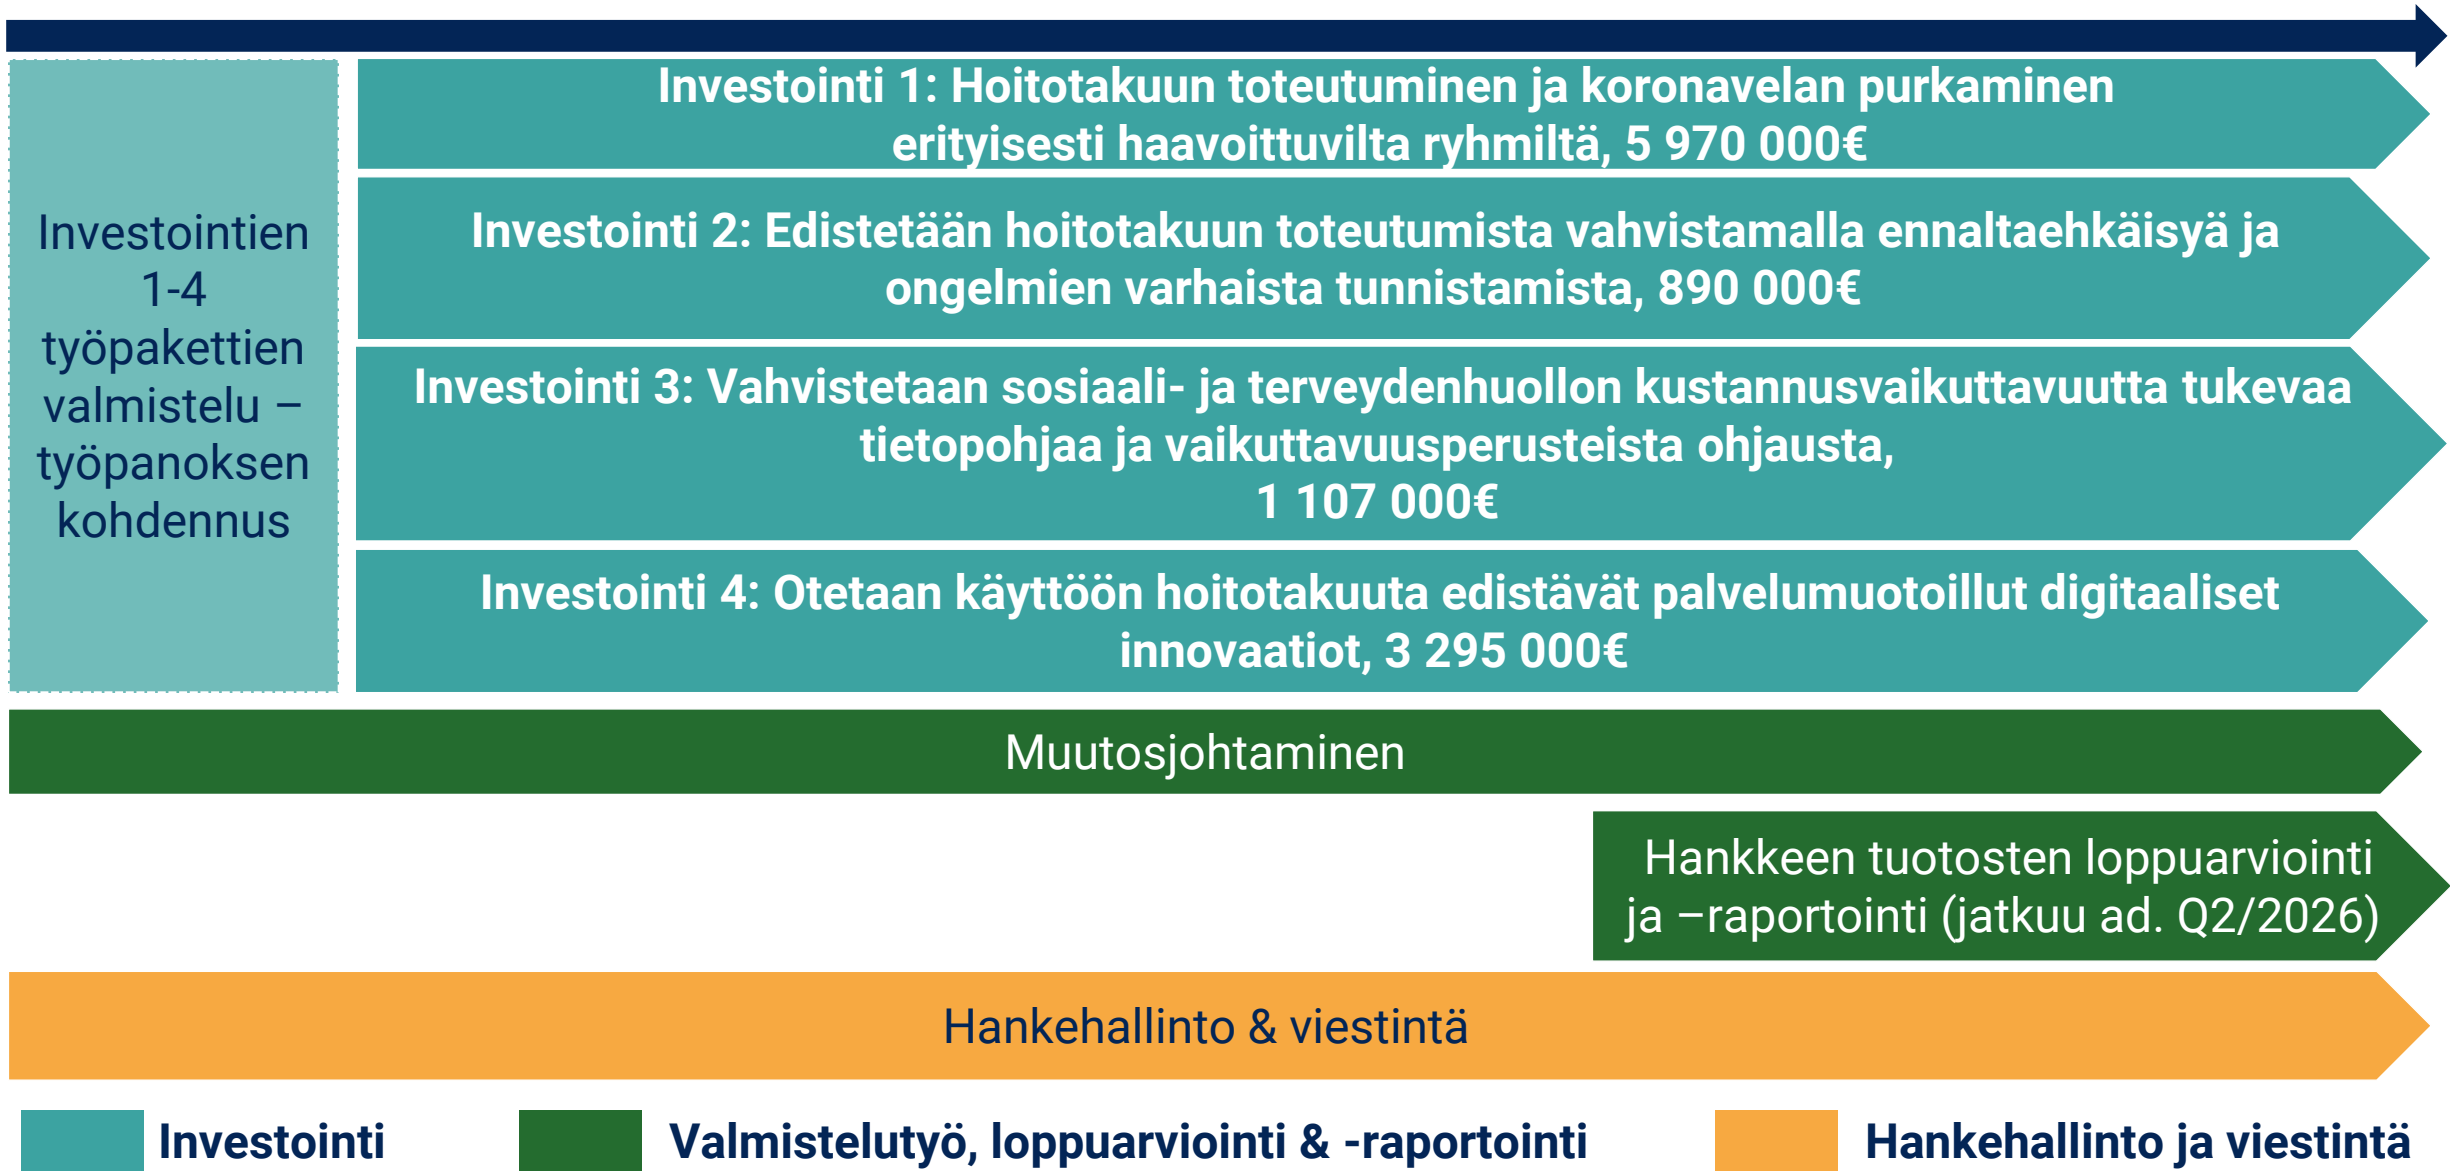 Investointien
1-4
työpakettien
valmistelu –
työpanoksen
kohdennus
Investointi 1: Hoitotakuun toteutuminen ja koronavelan purkaminen
erityisesti haavoittuvilta ryhmiltä, 5 970 000€
Investointi 2: Edistetään hoitotakuun toteutumista vahvistamalla ennaltaehkäisyä ja
ongelmien varhaista tunnistamista, 890 000€
Investointi 3: Vahvistetaan sosiaali- ja terveydenhuollon kustannusvaikuttavuutta tukevaa
tietopohjaa ja vaikuttavuusperusteista ohjausta,
1 107 000€
Investointi 4: Otetaan käyttöön hoitotakuuta edistävät palvelumuotoillut digitaaliset
innovaatiot, 3 295 000€
Muutosjohtaminen
Hankkeen tuotosten loppuarviointi
ja –raportointi (jatkuu ad. Q2/2026)
Hankehallinto & viestintä
Investointi
Valmistelutyö, loppuarviointi & -raportointi
Hankehallinto ja viestintä